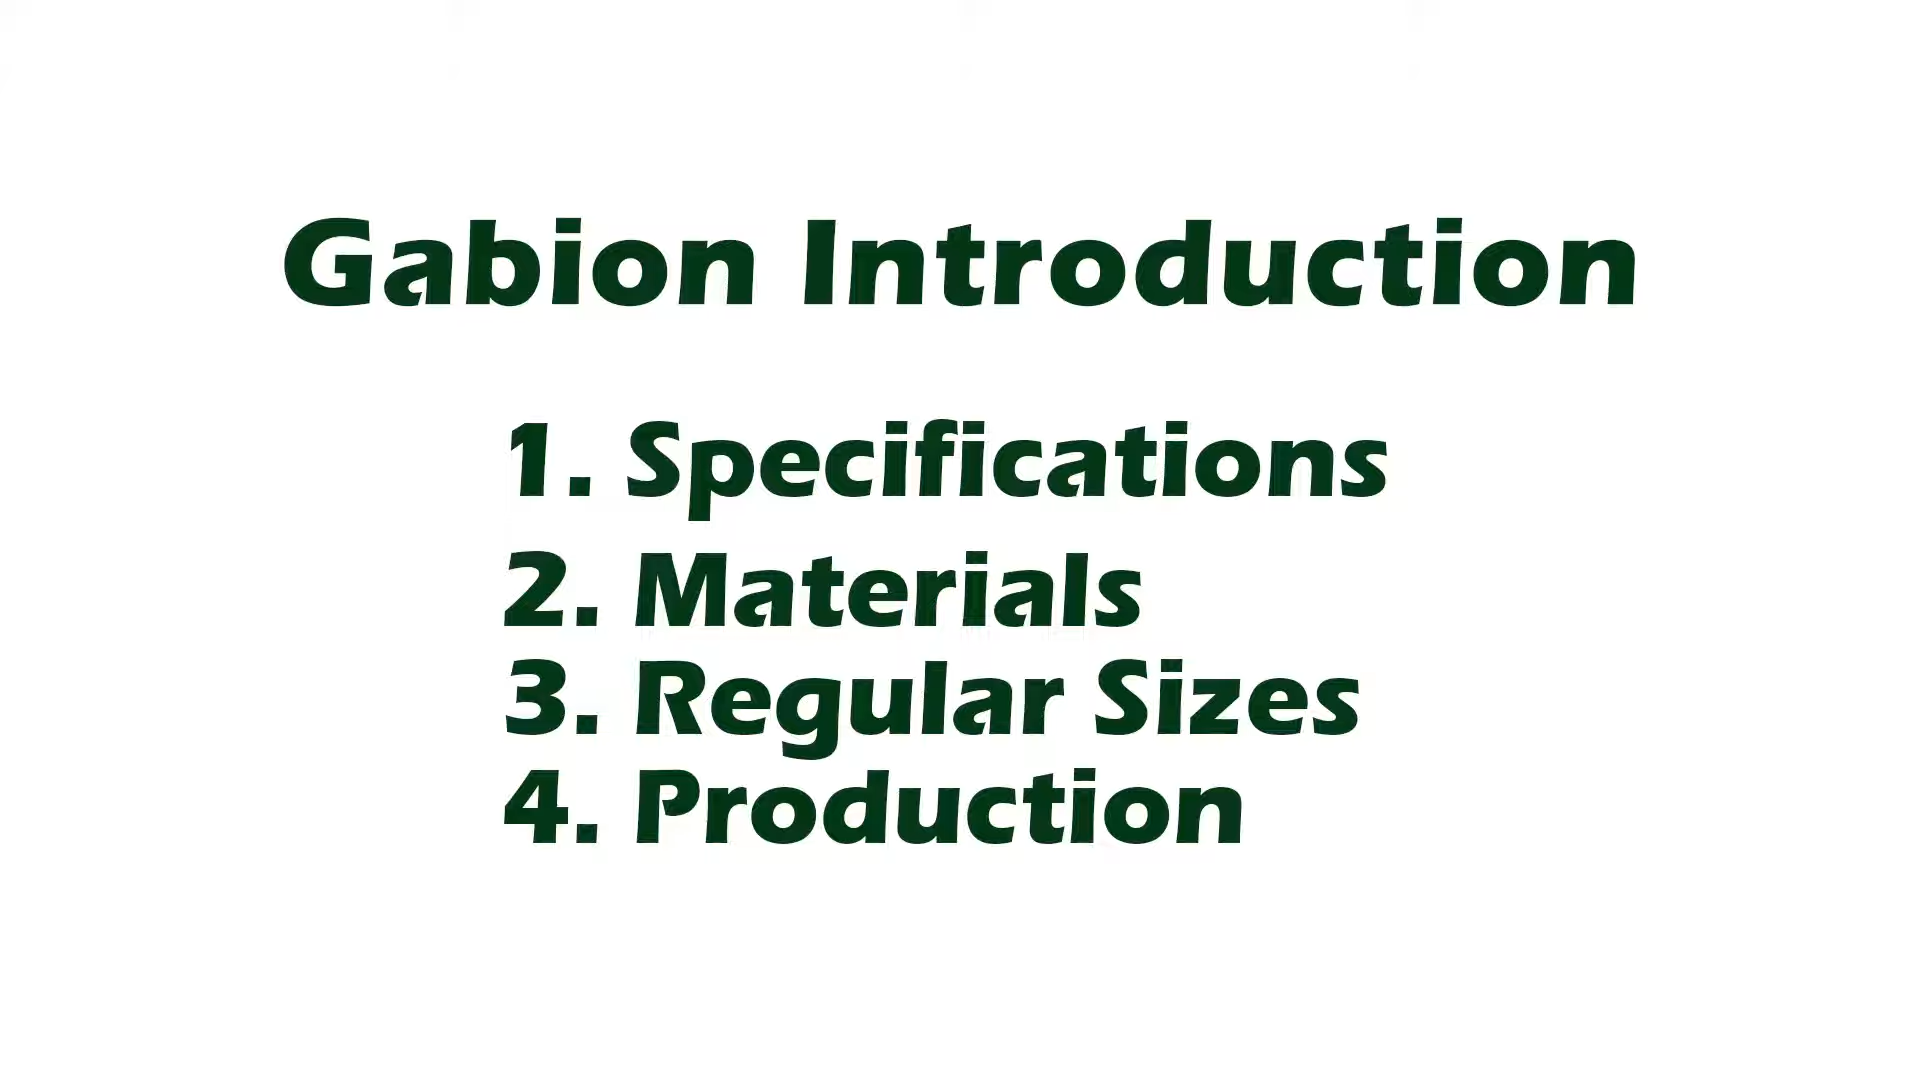 Gabion Introduction
1. Specifications
2. Materials
3. Regular Sizes
4. Production